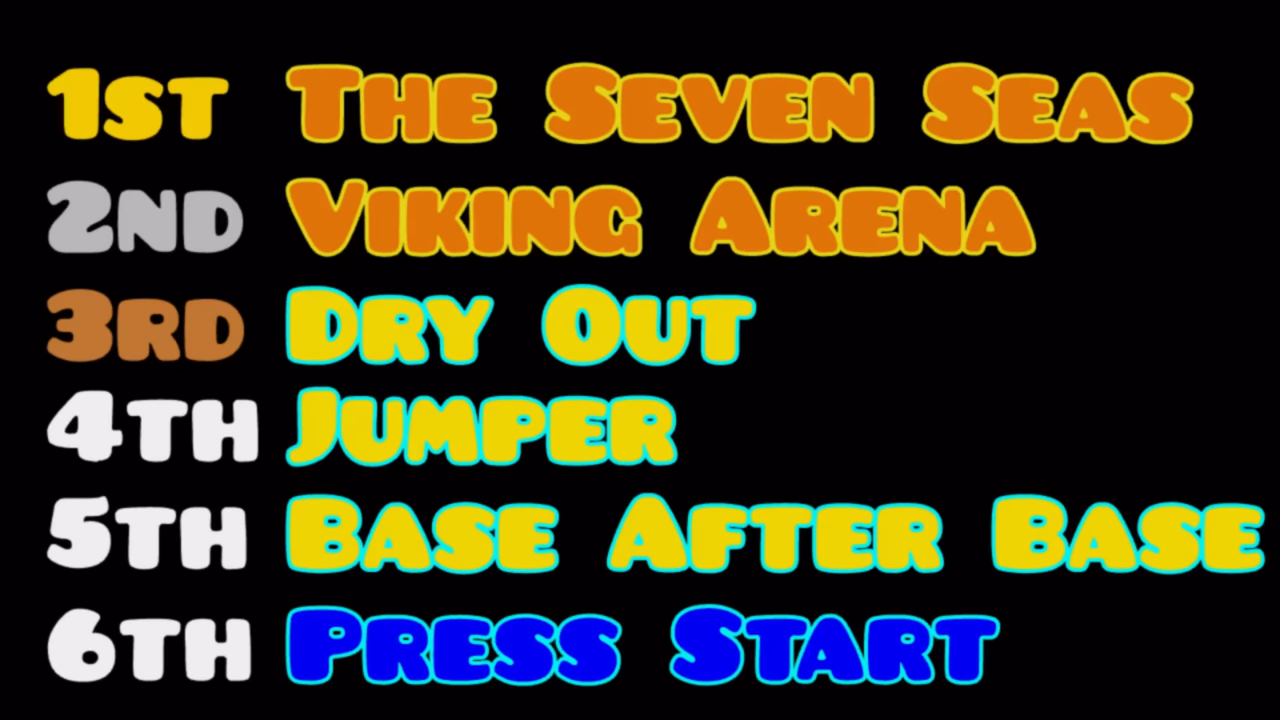 1st The Seven Seas
2nd Viking Arena
3rd Dry Out
4th Jumper
5th Base After Base
6th Press Start